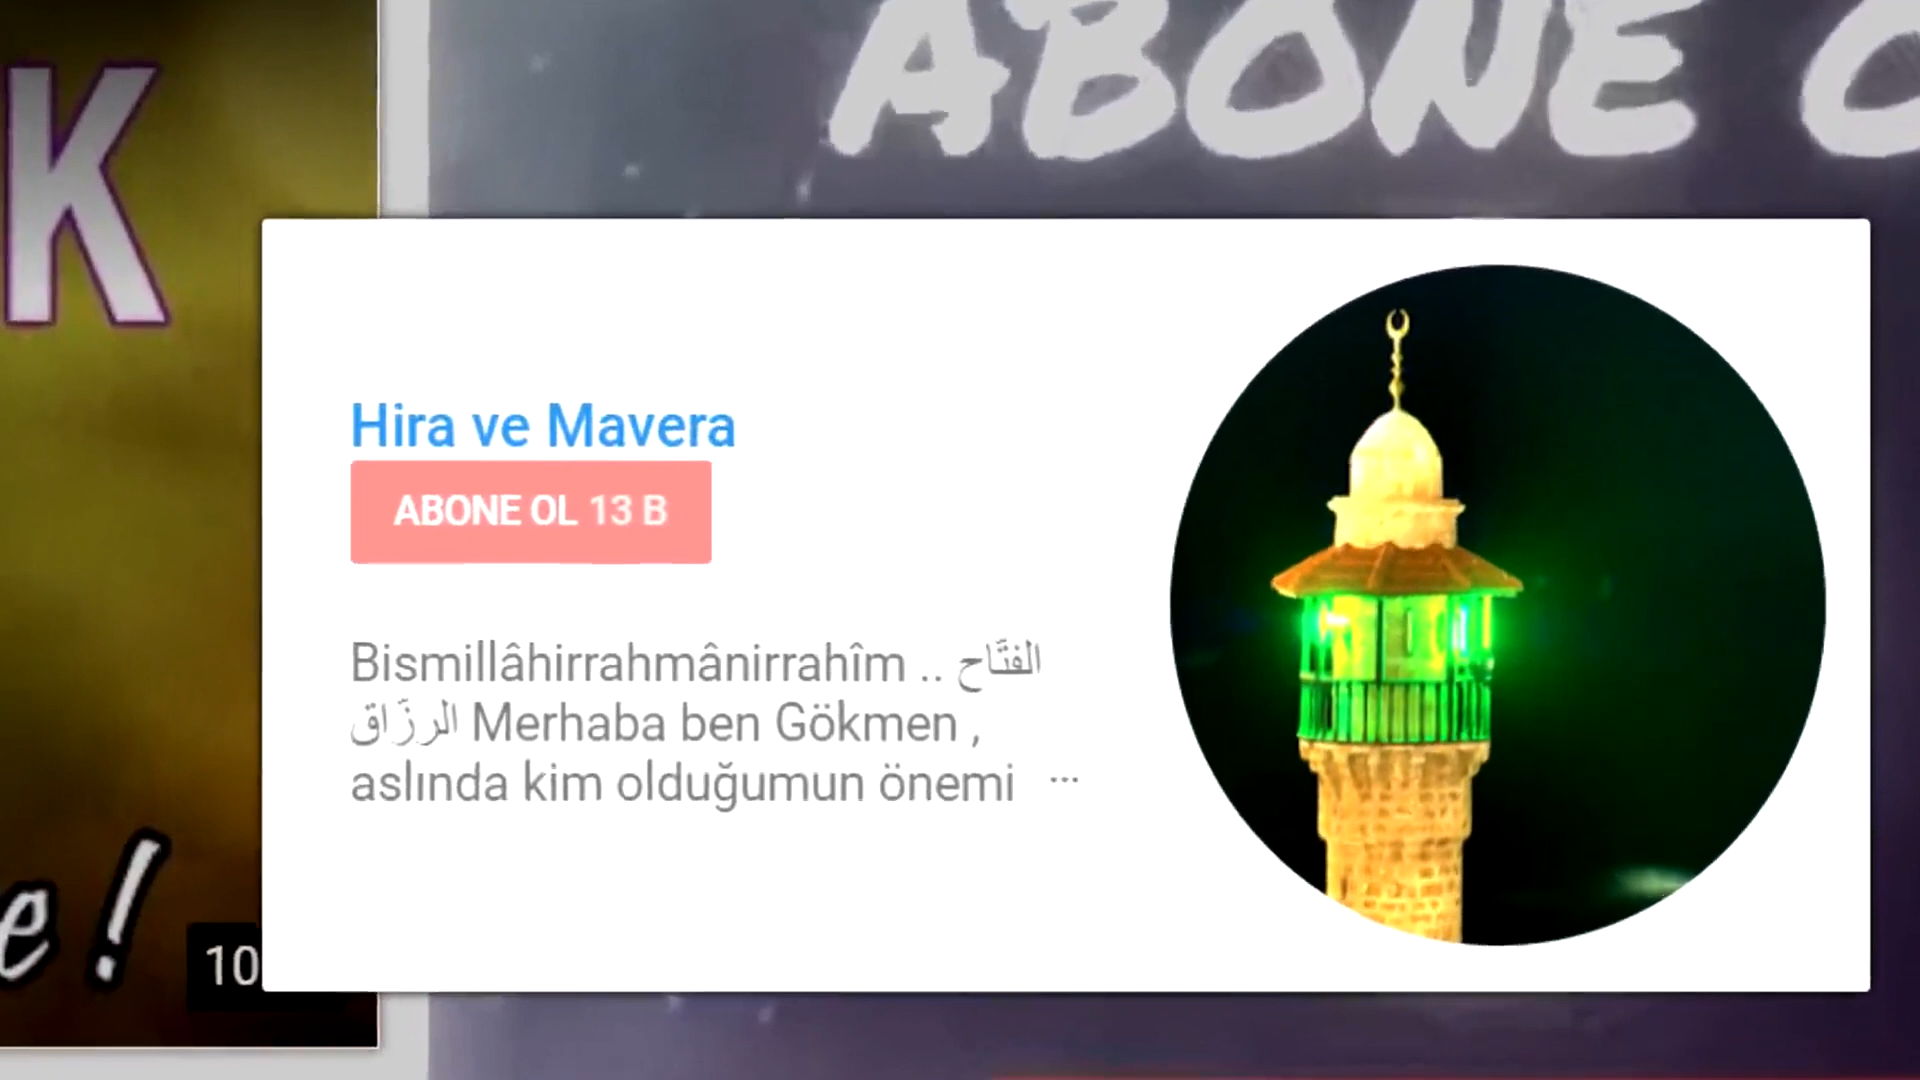 ABONE O
K
Hira ve Mavera
ABONE OL 13 B
Bismillâhirrahmânirrahîm .. الفتَّاح
الرزَّاق Merhaba ben Gökmen ,
aslında kim olduğumun önemi ...
e!
10